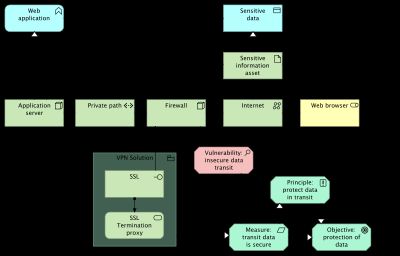 Web
application
Sensitive
data
Sensitive
information
asset
Application
server
Private path
Firewall
Internet
Web browser
VPN Solution
SSL
SSL
Termination
proxy
Vulnerability:
insecure data
transit
Principle:
protect data
in transit
Measure:
transit data
is secure
Objective:
protection of
data